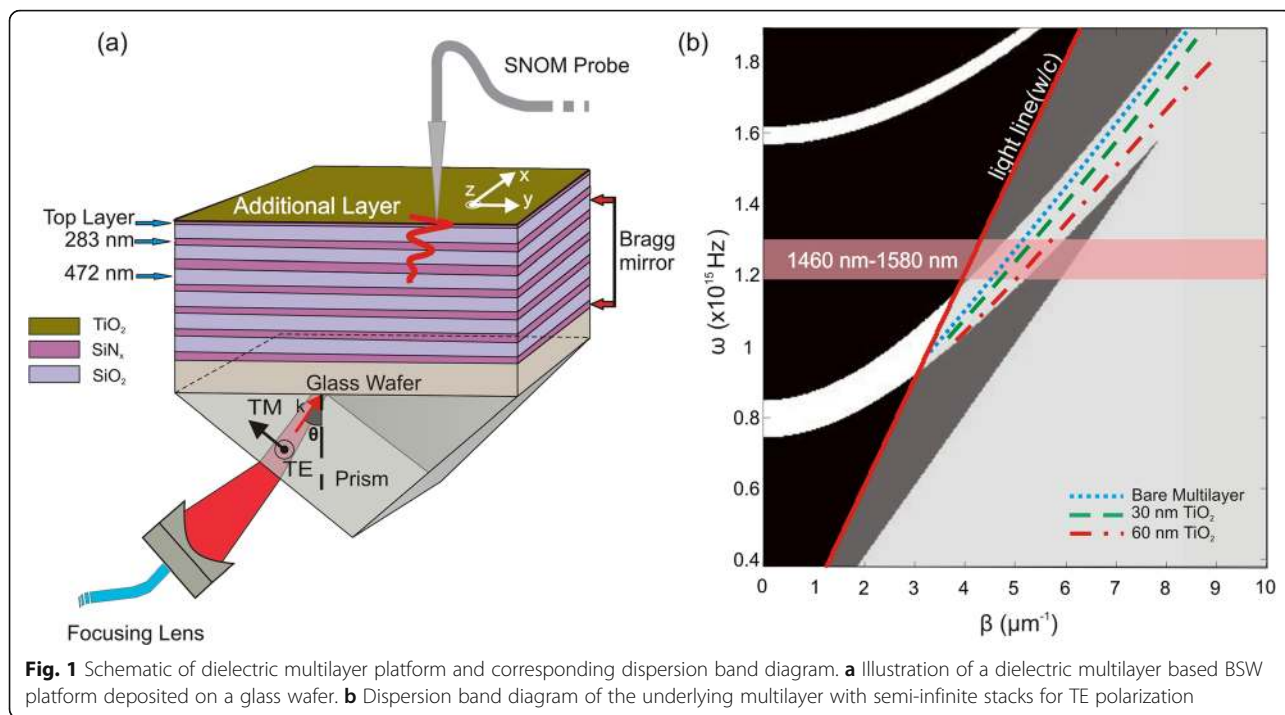 (a)
SNOM Probe
Additional Layer
x
z
y
Top Layer
283 nm
472 nm
Bragg
mirror
TiO₂
SiNₓ
SiO₂
Glass Wafer
TM
k
θ
TE
Prism
Focusing Lens
(b)
ω (x10¹⁵ Hz)
1.8
1.6
1.4
1.2
1
0.8
0.6
0.4
light line(w/c)
1460 nm-1580 nm
Bare Multilayer
30 nm TiO₂
60 nm TiO₂
0 1 2 3 4 5 6 7 8 9 10
β (μm⁻¹)
Fig. 1 Schematic of dielectric multilayer platform and corresponding dispersion band diagram. a Illustration of a dielectric multilayer based BSW
platform deposited on a glass wafer. b Dispersion band diagram of the underlying multilayer with semi-infinite stacks for TE polarization